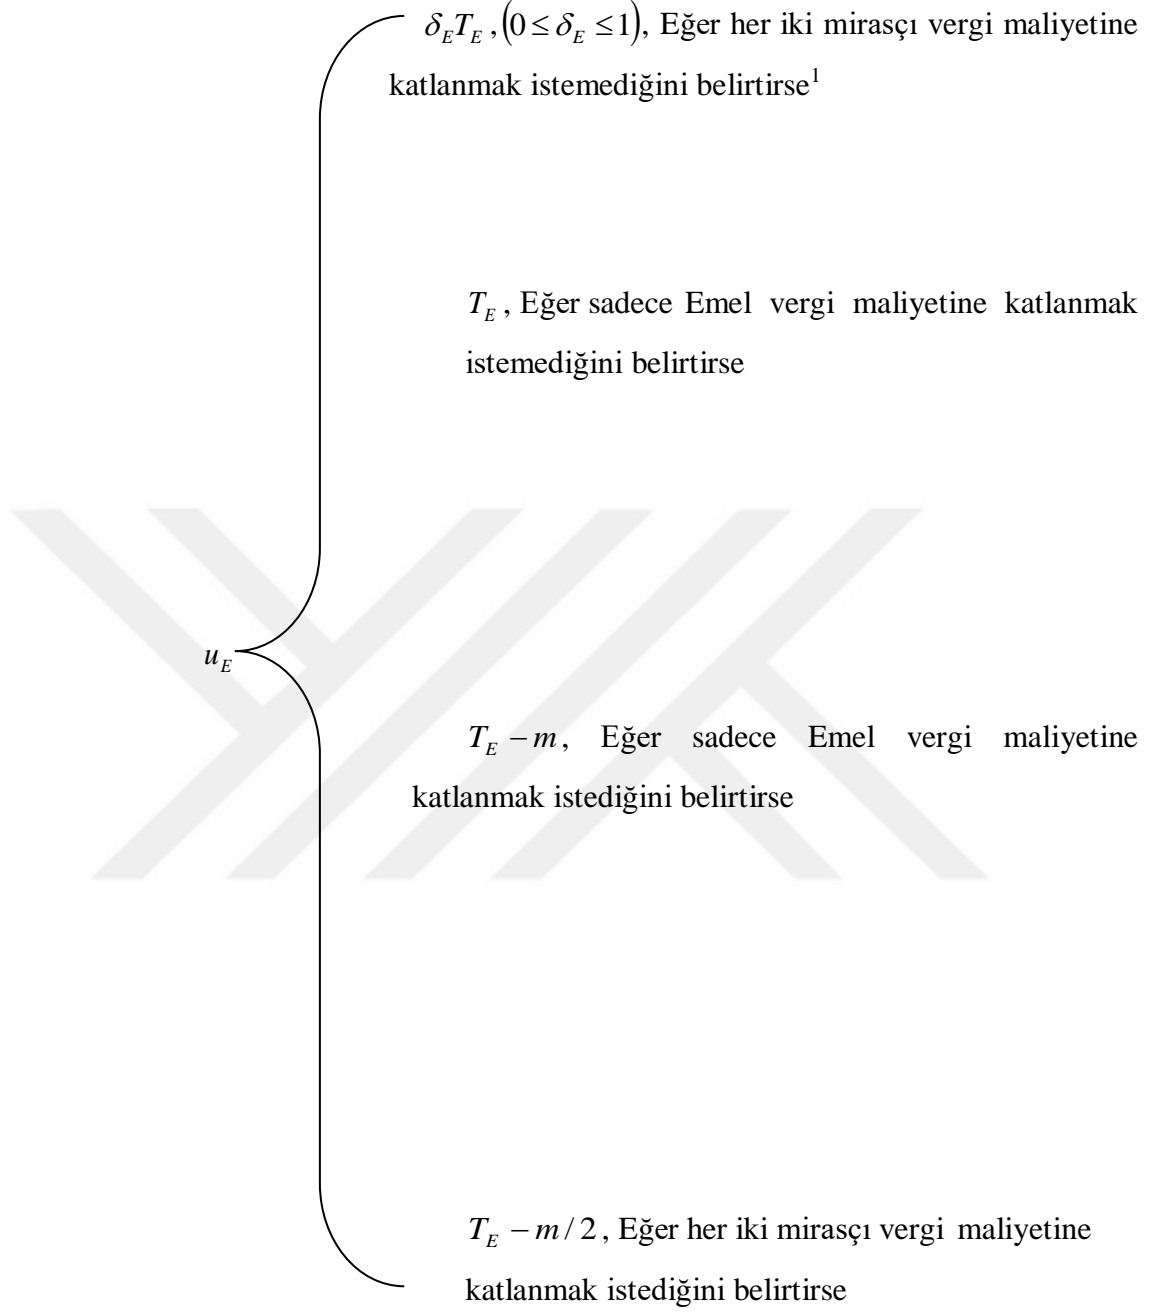 δ_E T_E , (0 ≤ δ_E ≤ 1), Eğer her iki mirasçı vergi maliyetine
katlanmak istemediğini belirtirse¹
T_E , Eğer sadece Emel vergi maliyetine katlanmak
istemediğini belirtirse
u_E
T_E − m, Eğer sadece Emel vergi maliyetine
katlanmak istediğini belirtirse
T_E − m / 2 , Eğer her iki mirasçı vergi maliyetine
katlanmak istediğini belirtirse